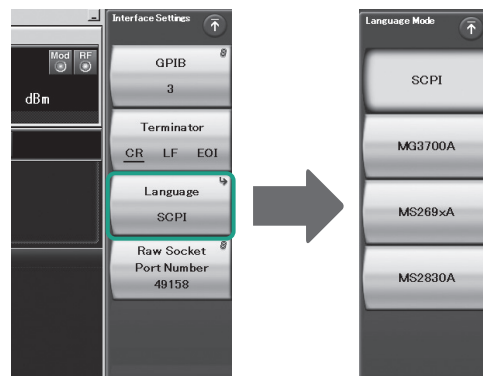 Interface Settings
Mod RF
dBm
GPIB
3
Terminator
CR LF EOI
Language
SCPI
Raw Socket
Port Number
49158
Language Mode
SCPI
MG3700A
MS269xA
MS2830A